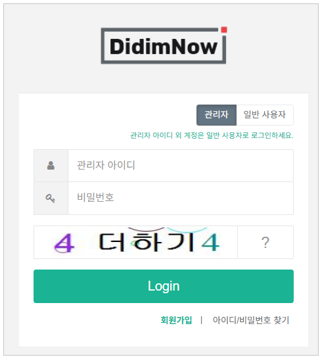 DidimNow
관리자 일반 사용자
관리자 아이디 외 계정은 일반 사용자로 로그인하세요.
관리자 아이디
비밀번호
4 더하기 4 ?
Login
회원가입 | 아이디/비밀번호 찾기